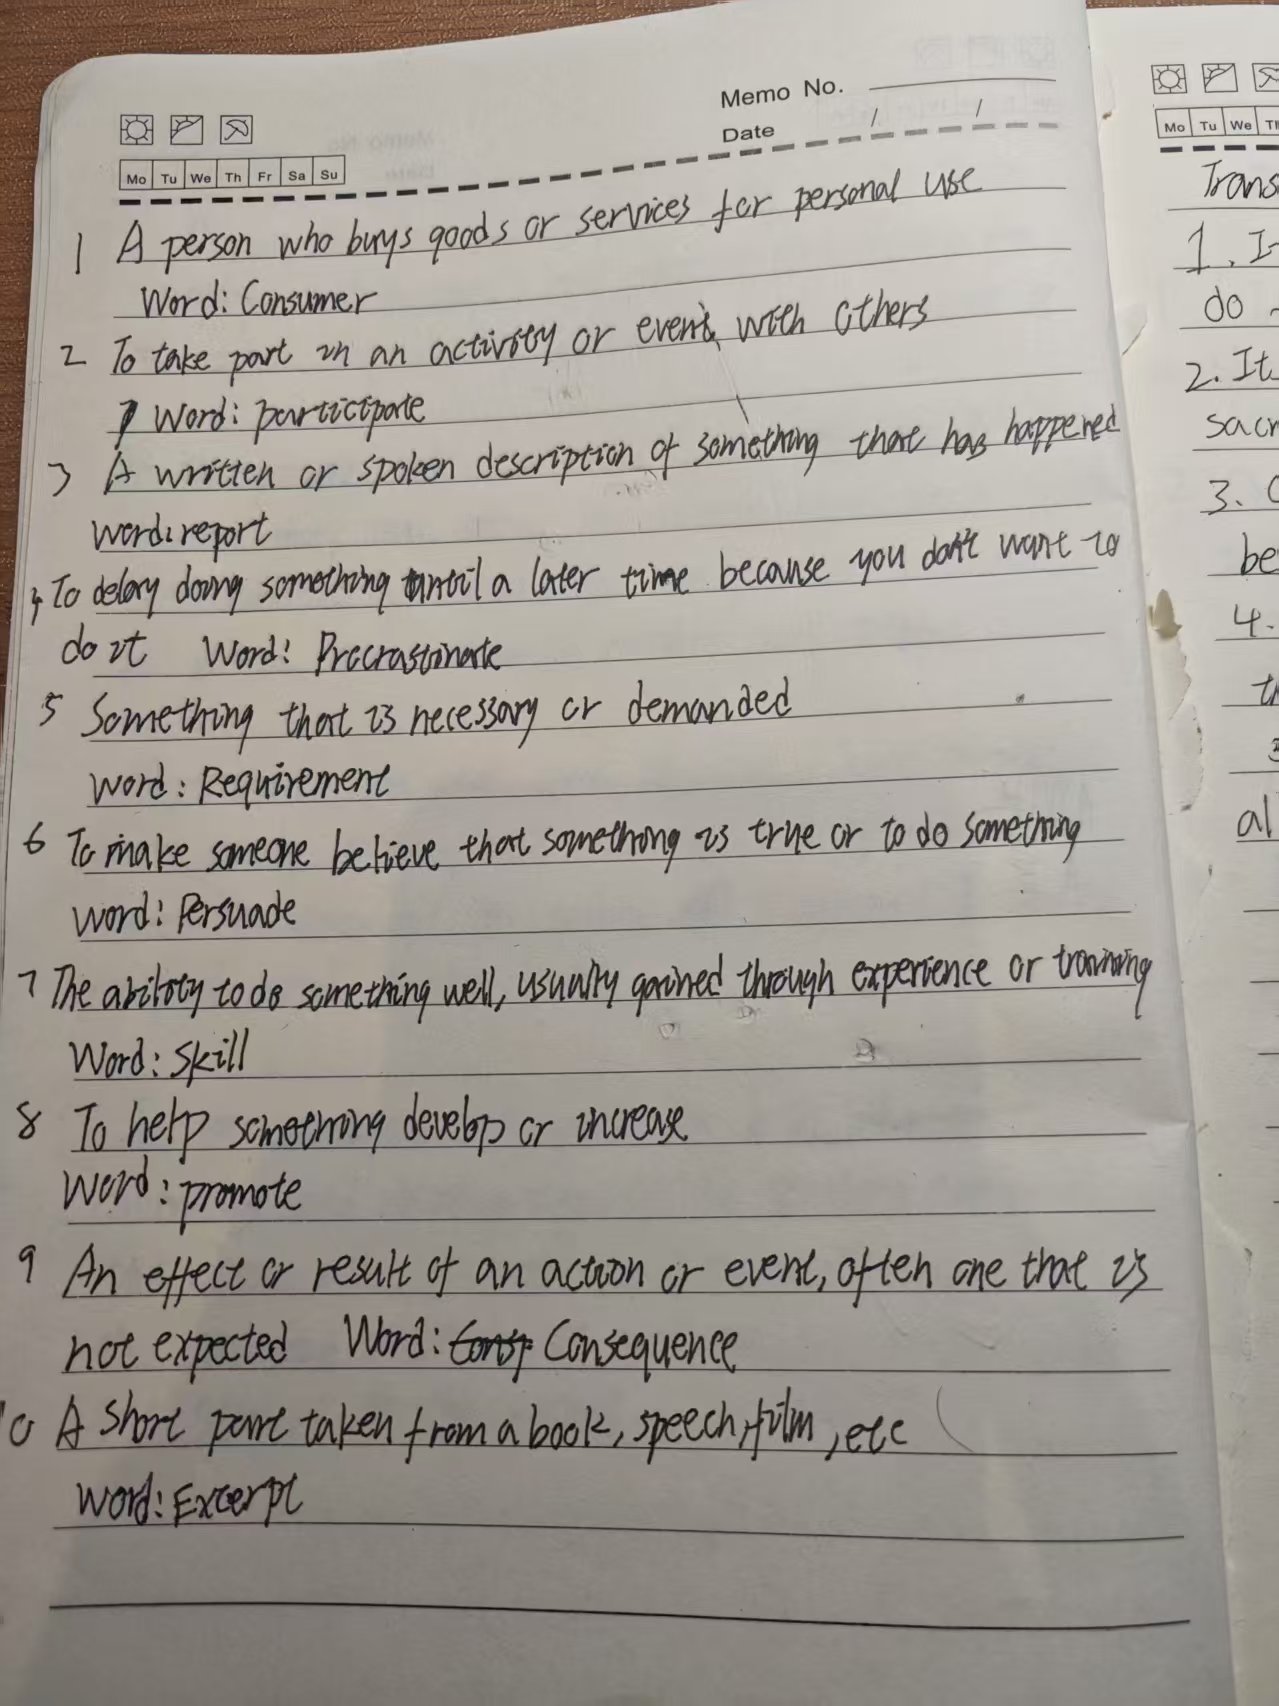 Memo No.
Date / /
Mo Tu We Th Fr Sa Su
1 A person who buys goods or services for personal use
Word: Consumer
2 To take part in an activity or event, with others
Word: participate
3 A written or spoken description of something that has happened
word: report
4 To delay doing something until a later time because you don't want to
do it Word: Procrastinate
5 Something that is necessary or demanded
Word: Requirement
6 To make someone believe that something is true or to do something
word: Persuade
7 The ability to do something well, usually gained through experience or training
Word: Skill
8 To help something develop or increase
Word: promote
9 An effect or result of an action or event, often one that is
not expected Word: Consequence
10 A short part taken from a book, speech, film, etc
Word: Excerpt
Mo Tu We
Trans
1. I
do
2. It
sacr
3.
be
4.
al